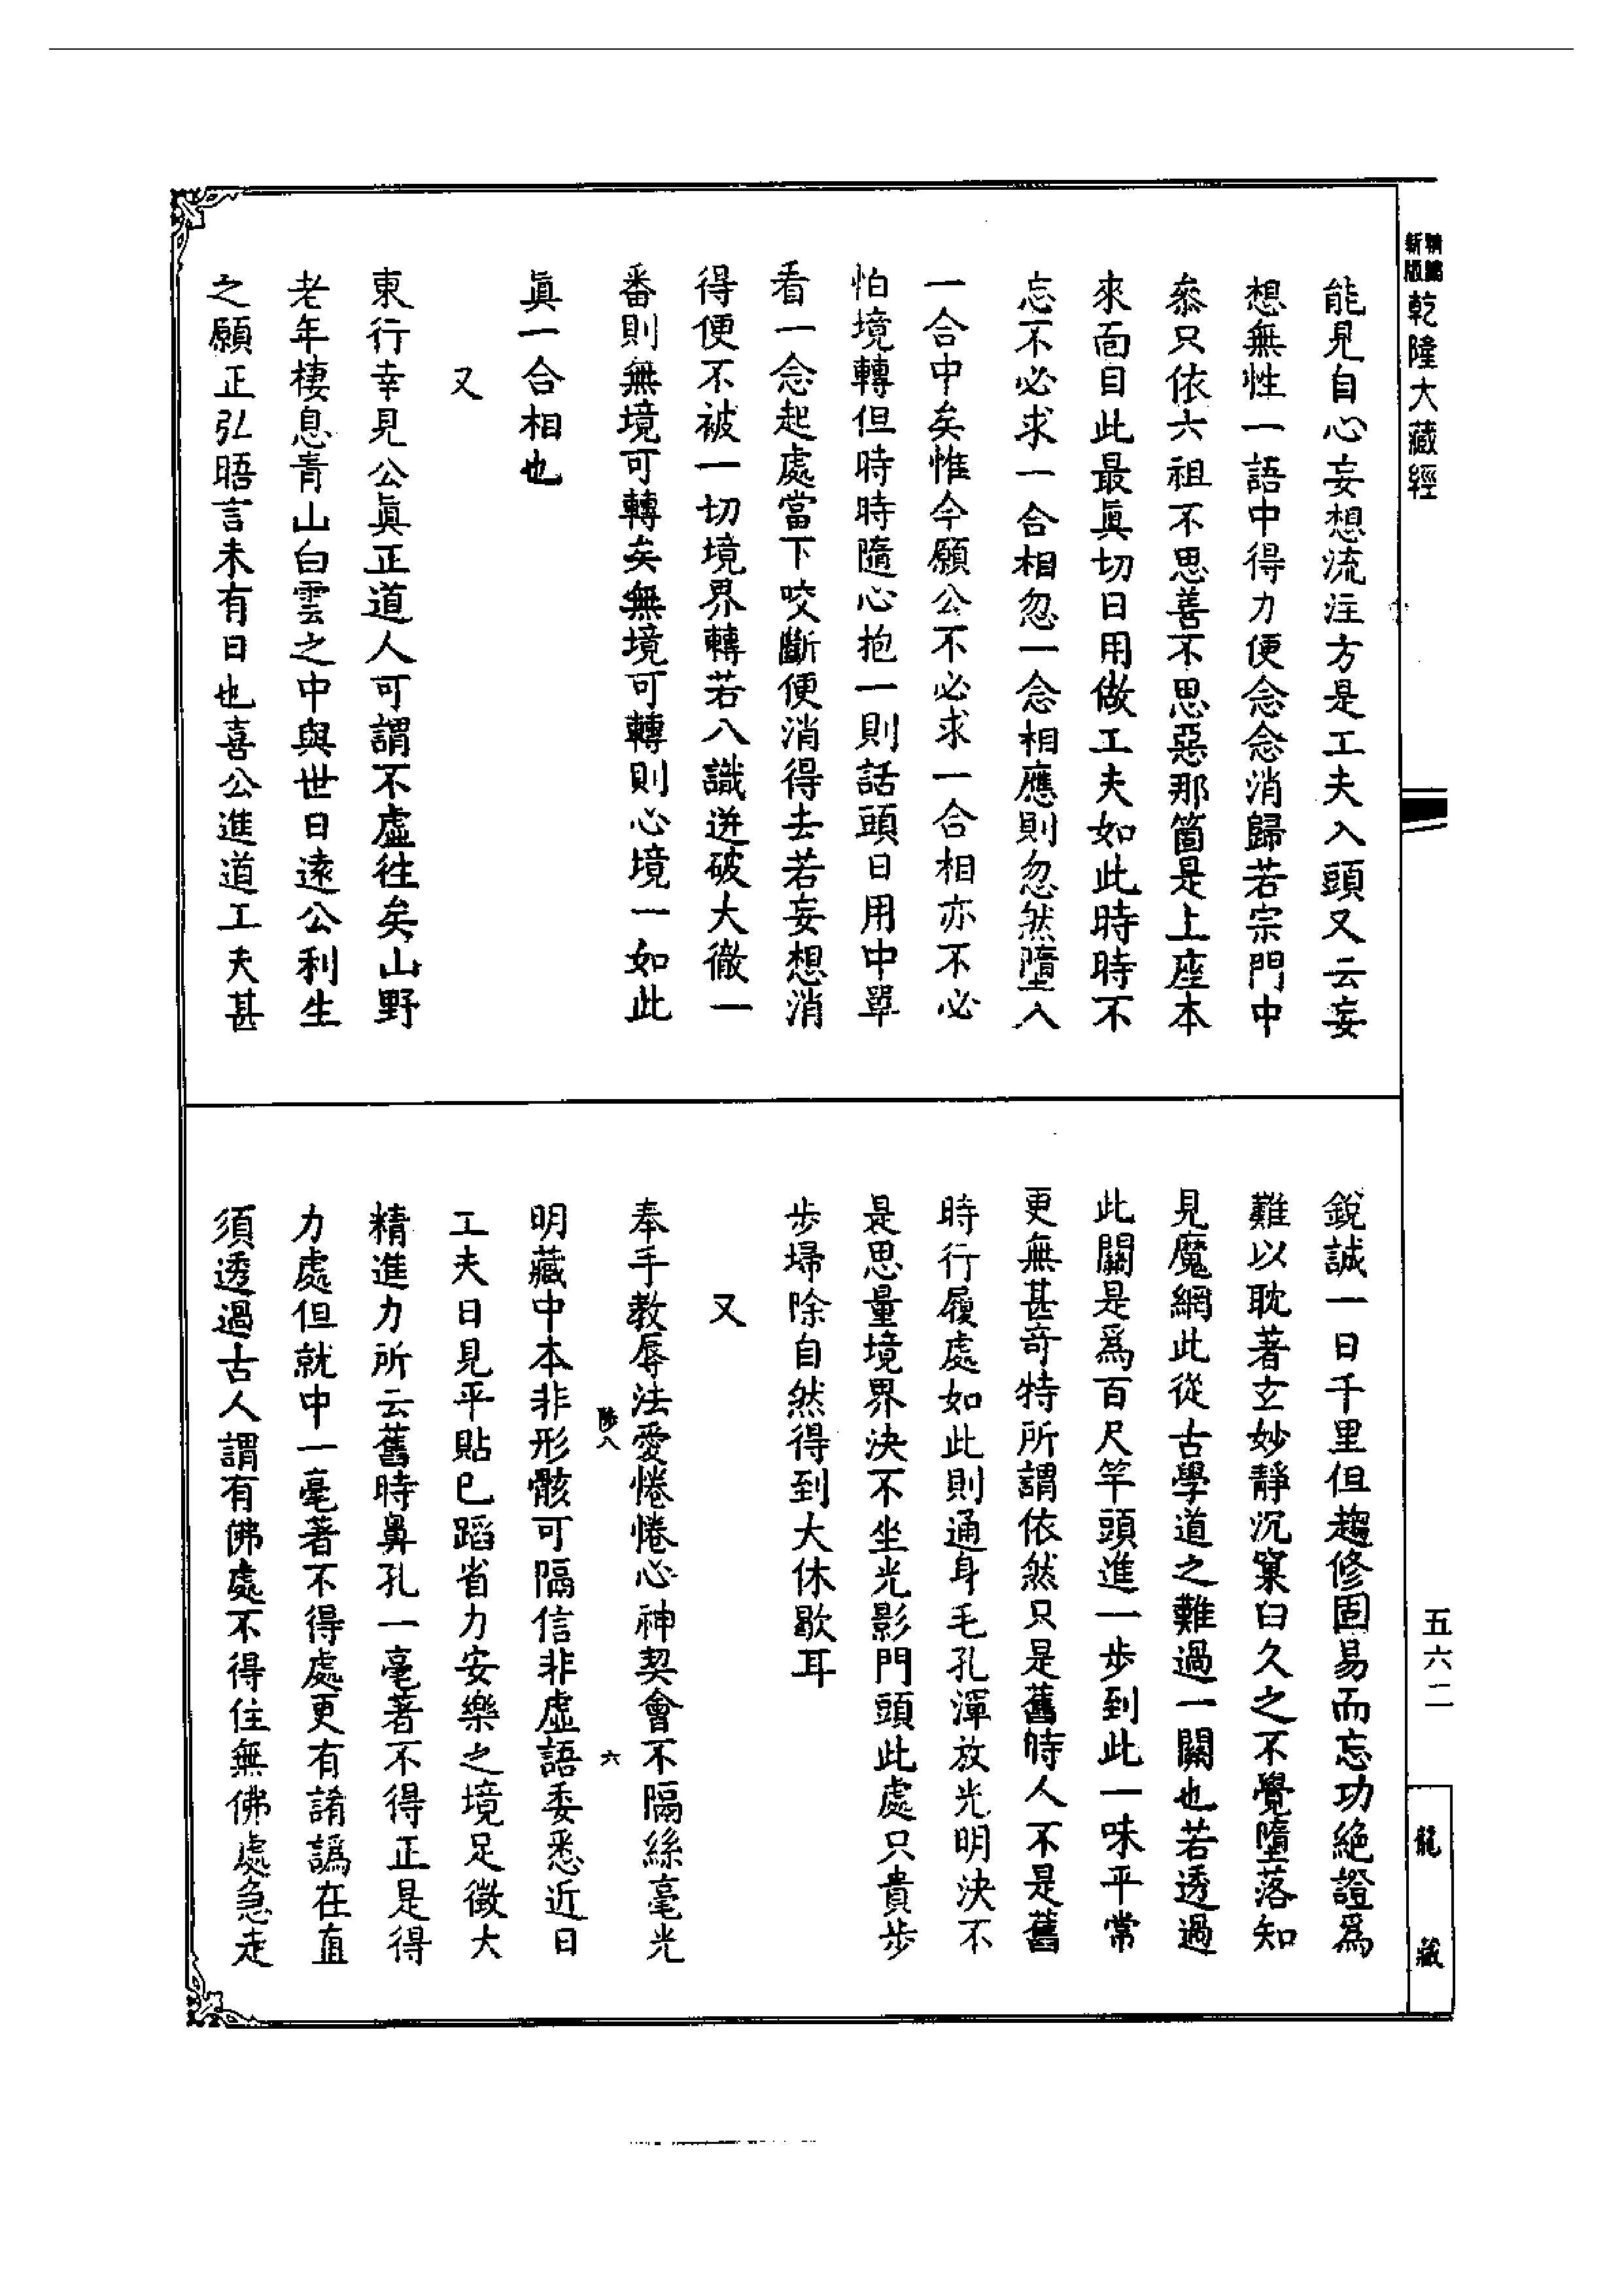 新版精編乾隆大藏經
五六二
龍藏
能見自心妄想流注方是工夫入頭又云妄
想無性一語中得力便念念消歸若宗門中
叅只依六祖不思善不思惡那箇是上座本
來面目此最眞切日用做工夫如此時時不
忘不必求一合相忽一念相應則忽然墮入
一合中矣惟今願公不必求一合相亦不必
怕境轉但時時隨心抱一則話頭日用中單
看一念起處當下咬斷便消得去若妄想消
得便不被一切境界轉若八識迸破大徹一
番則無境可轉矣無境可轉則心境一如此
眞一合相也
又
東行幸見公眞正道人可謂不虛往矣山野
老年棲息青山白雲之中與世日遠公利生
之願正弘晤言未有日也喜公進道工夫甚
銳誠一日千里但趨修固易而忘功絕證爲
難以耽著玄妙靜沉窠臼久之不覺墮落知
見魔網此從古學道之難過一關也若透過
此關是爲百尺竿頭進一步到此一味平常
更無甚竒特所謂依然只是舊時人不是舊
時行履處如此則通身毛孔渾放光明決不
是思量境界決不坐光影門頭此處只貴步
步埽除自然得到大休歇耳
又
奉手教辱法愛惓惓心神契會不隔絲毫光
陟八 六
明藏中本非形骸可隔信非虛語委悉近日
工夫日見平貼已蹈省力安樂之境足徵大
精進力所云舊時鼻孔一毫著不得正是得
力處但就中一毫著不得處更有誵譌在直
須透過古人謂有佛處不得住無佛處急走